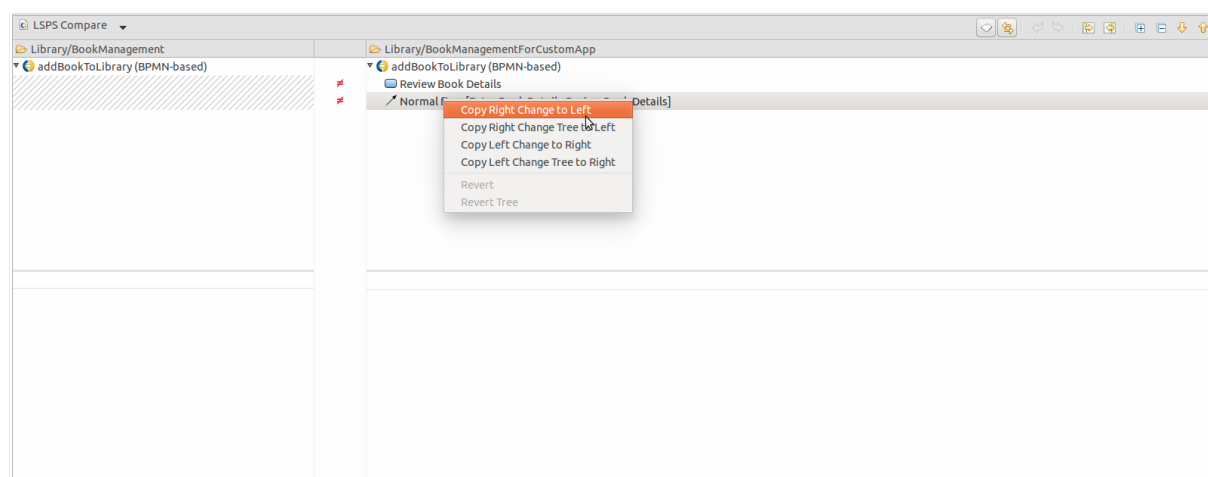 LSPS Compare
Library/BookManagement
Library/BookManagementForCustomApp
addBookToLibrary (BPMN-based)
addBookToLibrary (BPMN-based)
≠ Review Book Details
≠ Normal Details]
Copy Right Change to Left
Copy Right Change Tree to Left
Copy Left Change to Right
Copy Left Change Tree to Right
Revert
Revert Tree